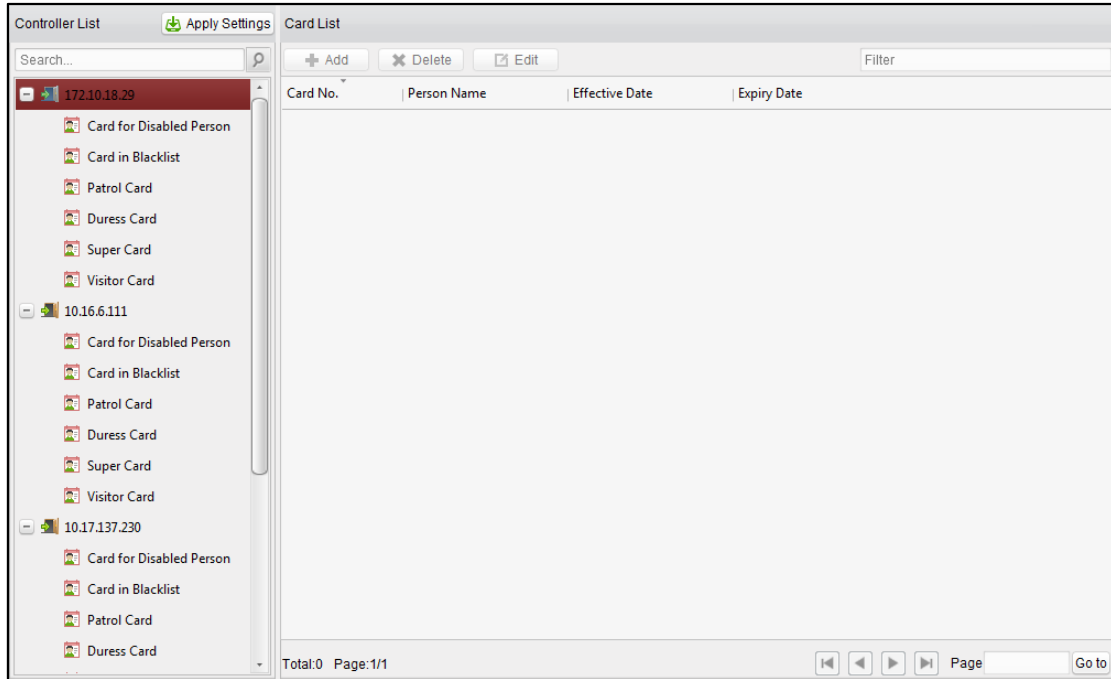 Controller List
Apply Settings
Search...
172.10.18.29
Card for Disabled Person
Card in Blacklist
Patrol Card
Duress Card
Super Card
Visitor Card
10.16.6.111
Card for Disabled Person
Card in Blacklist
Patrol Card
Duress Card
Super Card
Visitor Card
10.17.137.230
Card for Disabled Person
Card in Blacklist
Patrol Card
Duress Card
Card List
Add Delete Edit Filter
Card No. Person Name Effective Date Expiry Date
Total:0 Page:1/1 Page Go to